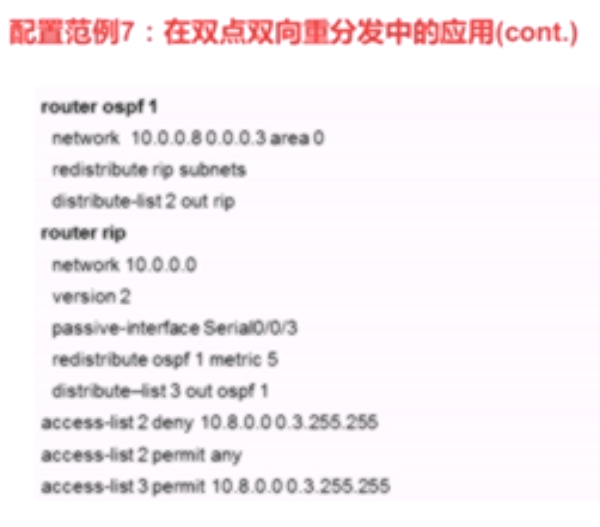 配置范例7：在双点双向重分发中的应用(cont.)
router ospf 1
network 10.0.0.8 0.0.0.3 area 0
redistribute rip subnets
distribute-list 2 out rip
router rip
network 10.0.0.0
version 2
passive-interface Serial0/0/3
redistribute ospf 1 metric 5
distribute–list 3 out ospf 1
access-list 2 deny 10.8.0.0 0.3.255.255
access-list 2 permit any
access-list 3 permit 10.8.0.0 0.3.255.255